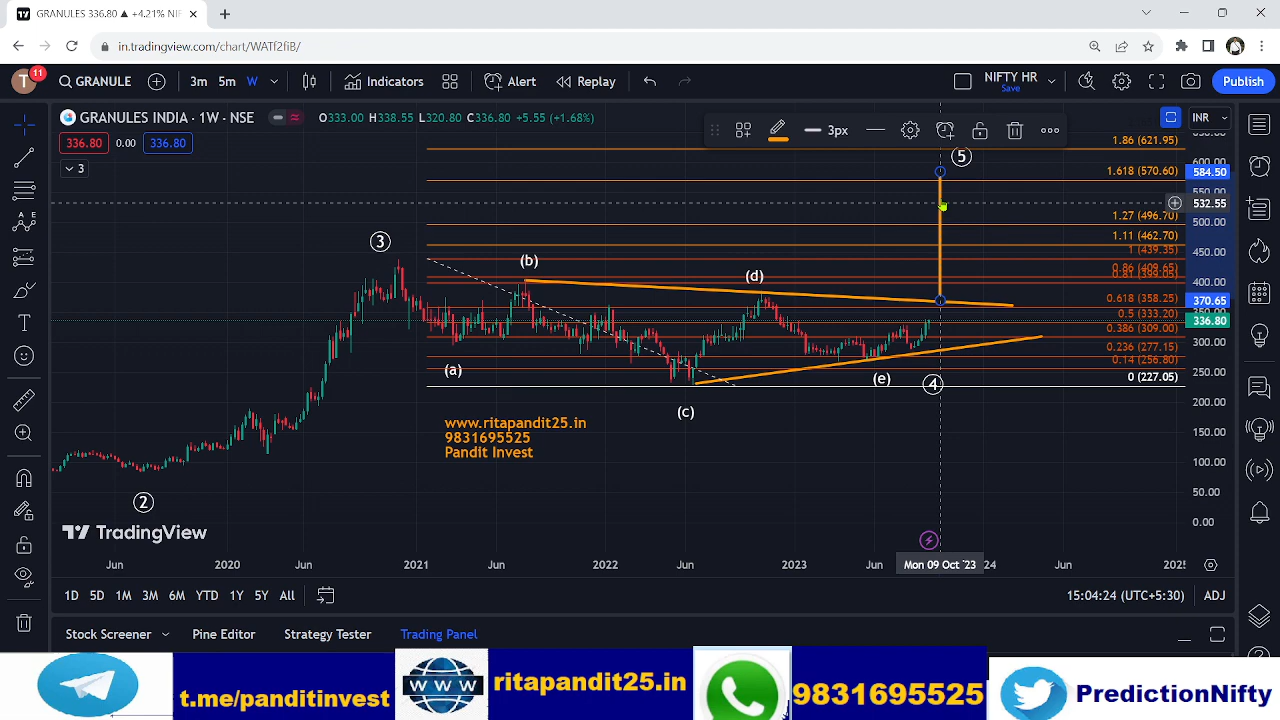 GRANULES 336.80 ▲ +4.21% NIF
in.tradingview.com/chart/WATf2fiB/
T 11
GRANULE
3m 5m W
Indicators
Alert
Replay
NIFTY HR
Save
Publish
GRANULES INDIA · 1W · NSE
O333.00 H338.55 L320.80 C336.80 +5.55 (+1.68%)
336.80 0.00 336.80
3
3px
INR
1.86 (621.95)
600.00
1.618 (570.60)
584.50
550.00
532.55
1.27 (496.70)
500.00
1.11 (462.70)
1 (439.35)
450.00
0.86 (409.65)
400.00
0.618 (358.25)
370.65
0.5 (333.20)
336.80
0.386 (309.00)
300.00
0.236 (277.15)
0.14 (256.80)
250.00
0 (227.05)
200.00
150.00
100.00
50.00
0.00
5
3
(b)
(d)
(a)
(e)
4
(c)
2
www.ritapandit25.in
9831695525
Pandit Invest
TradingView
Jun 2020 Jun 2021 Jun 2022 Jun 2023 Jun Mon 09 Oct '23 24 Jun 2025
1D 5D 1M 3M 6M YTD 1Y 5Y All
15:04:24 (UTC+5:30) ADJ
Stock Screener Pine Editor Strategy Tester Trading Panel
t.me/panditinvest
WWW
ritapandit25.in
9831695525
PredictionNifty